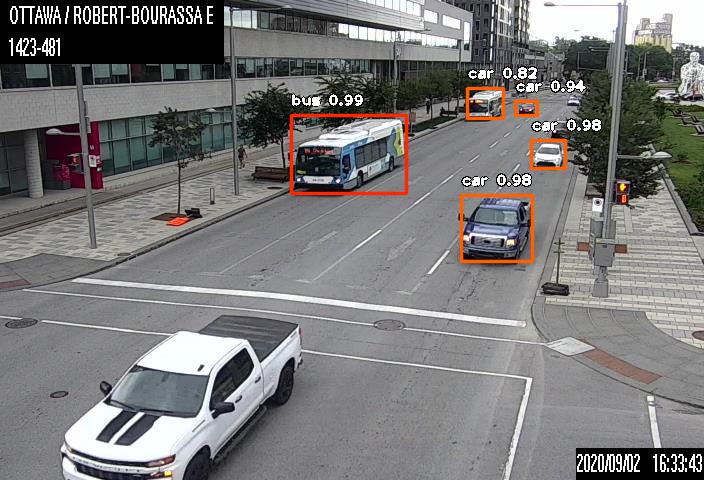 OTTAWA / ROBERT-BOURASSA E
1423-481
car 0.82
car 0.94
bus 0.99
car 0.98
car 0.98
2020/09/02 16:33:43